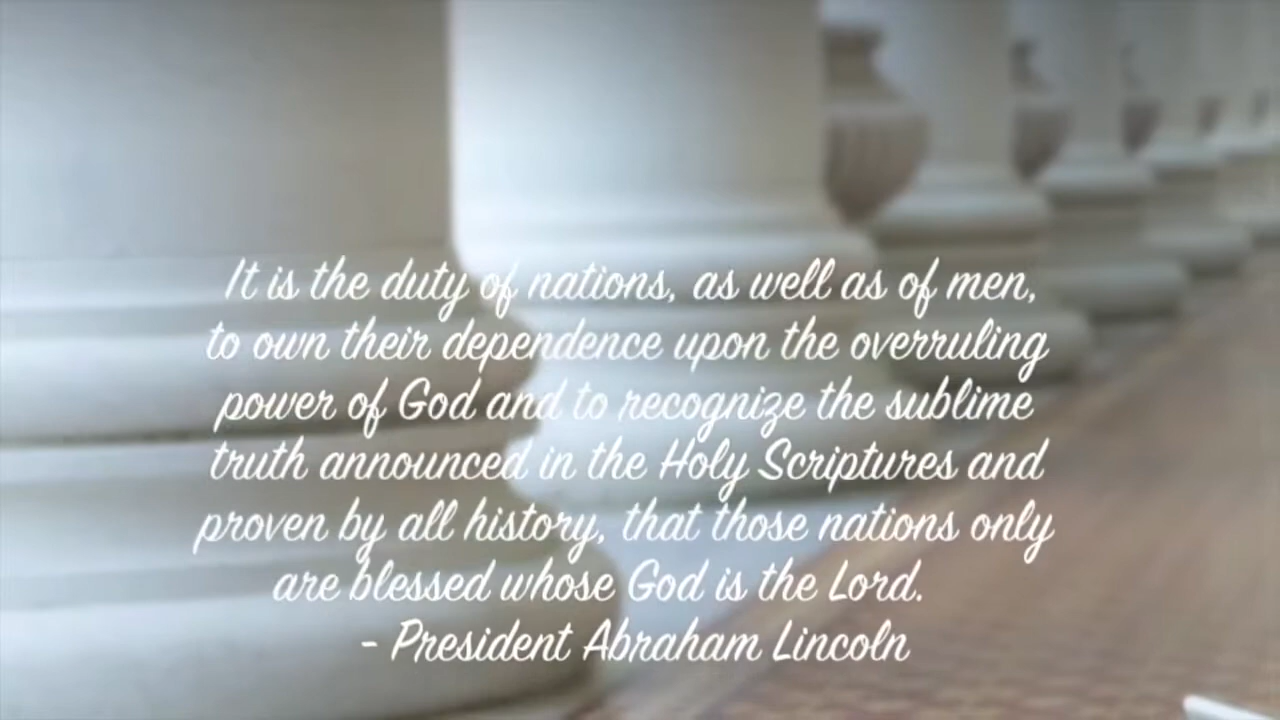 It is the duty of nations, as well as of men,
to own their dependence upon the overruling
power of God and to recognize the sublime
truth announced in the Holy Scriptures and
proven by all history, that those nations only
are blessed whose God is the Lord.
- President Abraham Lincoln